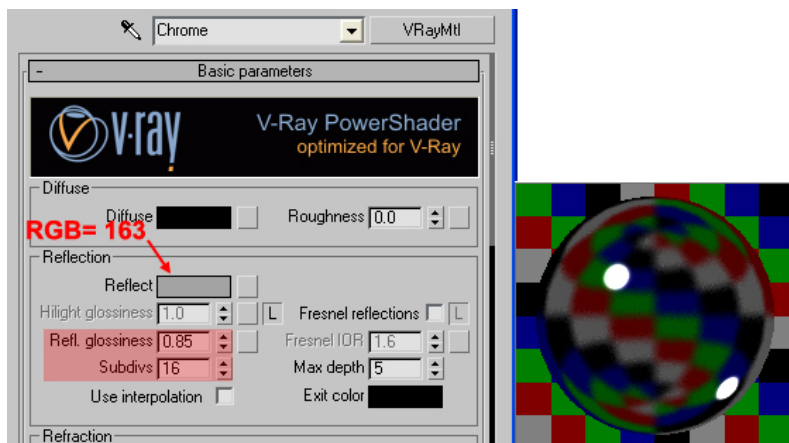 Chrome VRayMtl
- Basic parameters
v·ray V-Ray PowerShader
optimized for V-Ray
Diffuse
Diffuse Roughness 0.0
RGB= 163
Reflection
Reflect
Hilight glossiness 1.0 L Fresnel reflections L
Refl. glossiness 0.85 Fresnel IOR 1.6
Subdivs 16 Max depth 5
Use interpolation Exit color
Refraction